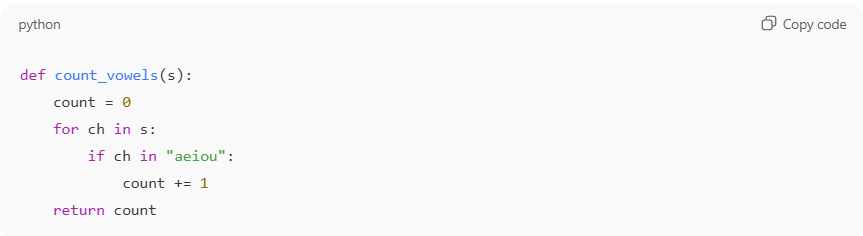 python
Copy code
def count_vowels(s):
    count = 0
    for ch in s:
        if ch in "aeiou":
            count += 1
    return count